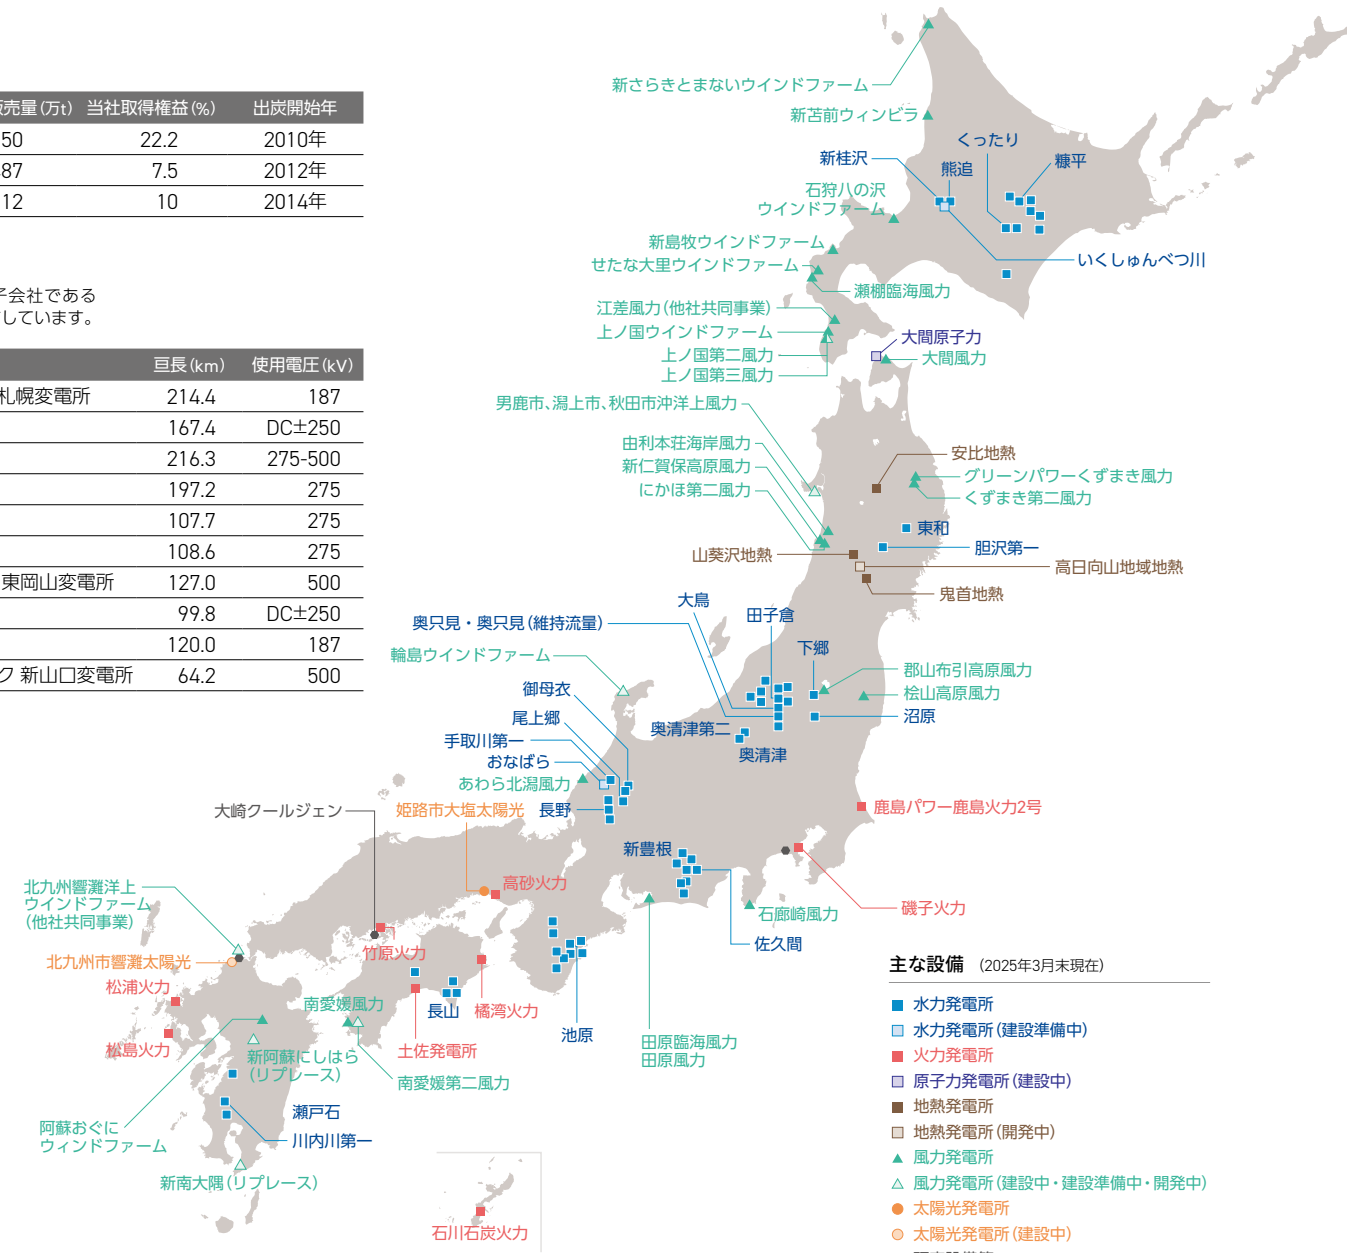 売量(万t) 当社取得権益(%) 出炭開始年
50 22.2 2010年
87 7.5 2012年
12 10 2014年
子会社である
しています。
亘長(km) 使用電圧(kV)
札幌変電所 214.4 187
167.4 DC±250
216.3 275-500
197.2 275
107.7 275
108.6 275
東岡山変電所 127.0 500
99.8 DC±250
120.0 187
ク 新山口変電所 64.2 500
新さらきとまないウインドファーム
新苫前ウィンビラ
くったり
新桂沢
熊追
糠平
石狩八の沢
ウインドファーム
新島牧ウインドファーム
せたな大里ウインドファーム
いくしゅんべつ川
瀬棚臨海風力
江差風力(他社共同事業)
上ノ国ウインドファーム
上ノ国第二風力
上ノ国第三風力
大間原子力
大間風力
男鹿市、潟上市、秋田市沖洋上風力
由利本荘海岸風力
新仁賀保高原風力
にかほ第二風力
安比地熱
グリーンパワーくずまき風力
くずまき第二風力
東和
胆沢第一
山葵沢地熱
高日向山地域地熱
鬼首地熱
大鳥
田子倉
奥只見・奥只見(維持流量)
下郷
輪島ウインドファーム
郡山布引高原風力
桧山高原風力
御母衣
尾上郷
沼原
手取川第一
奥清津第二
おなばら
奥清津
あわら北潟風力
大崎クールジェン
姫路市大塩太陽光
長野
鹿島パワー鹿島火力2号
新豊根
高砂火力
北九州響灘洋上
ウインドファーム
(他社共同事業)
石廊崎風力
磯子火力
佐久間
竹原火力
北九州市響灘太陽光
松浦火力
南愛媛風力
長山
橘湾火力
池原
田原臨海風力
田原風力
松島火力
新阿蘇にしはら
(リプレース)
土佐発電所
南愛媛第二風力
瀬戸石
阿蘇おぐに
ウィンドファーム
川内川第一
新南大隅(リプレース)
石川石炭火力
主な設備 (2025年3月末現在)
水力発電所
水力発電所(建設準備中)
火力発電所
原子力発電所(建設中)
地熱発電所
地熱発電所(開発中)
風力発電所
風力発電所(建設中・建設準備中・開発中)
太陽光発電所
太陽光発電所(建設中)